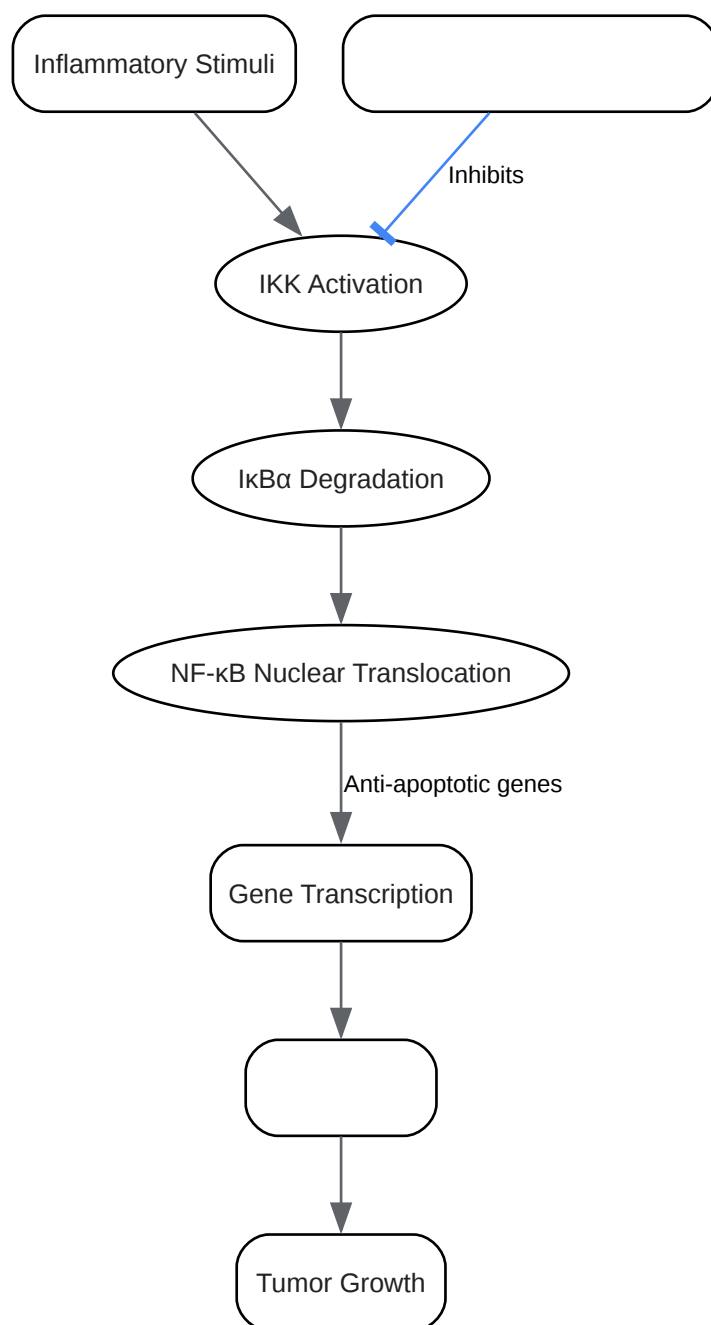 Inflammatory Stimuli
Inhibits
IKK Activation
IκBα Degradation
NF-κB Nuclear Translocation
Anti-apoptotic genes
Gene Transcription
Tumor Growth